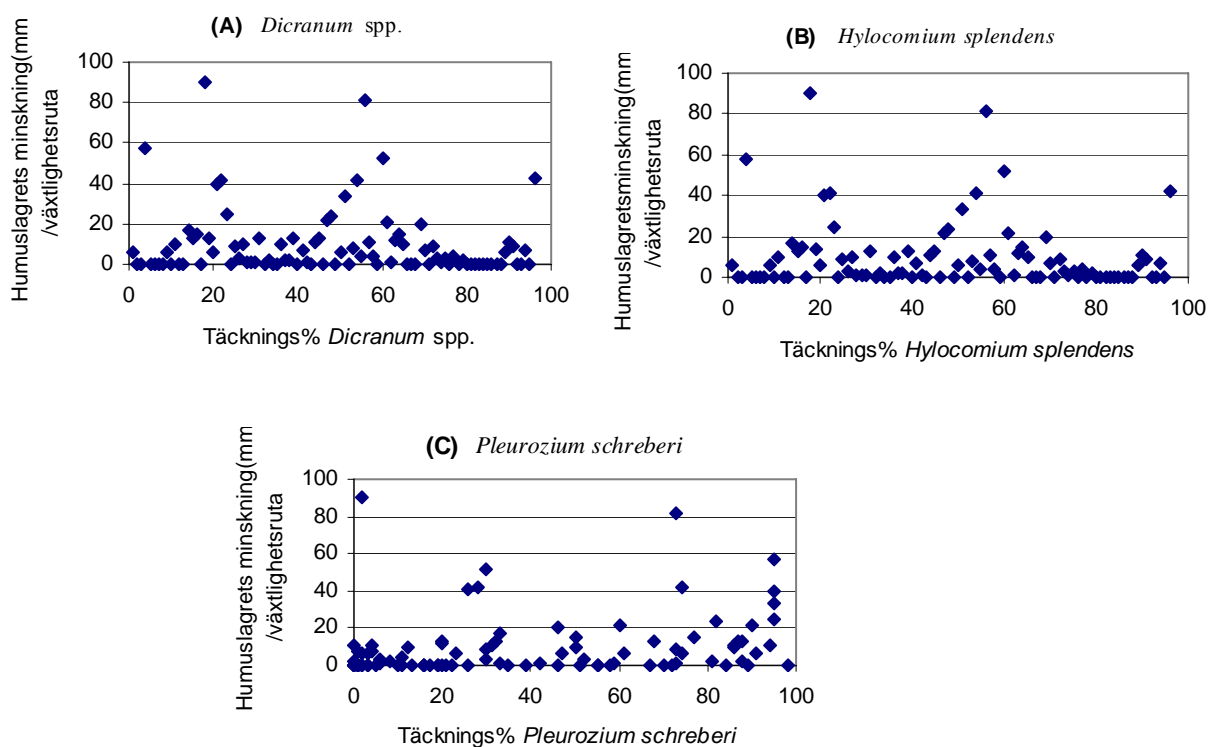 (A) Dicranum spp.
Humuslagrets minskning(mm
/växtlighetsruta
100
80
60
40
20
0
0 20 40 60 80 100
Täcknings% Dicranum spp.
(B) Hylocomium splendens
Humuslagretsminskning(mm
/växtlighetsruta
100
80
60
40
20
0
0 20 40 60 80 100
Täcknings% Hylocomium splendens
(C) Pleurozium schreberi
Humuslagrets minskning(mm
/växtlighetsruta
100
80
60
40
20
0
0 20 40 60 80 100
Täcknings% Pleurozium schreberi